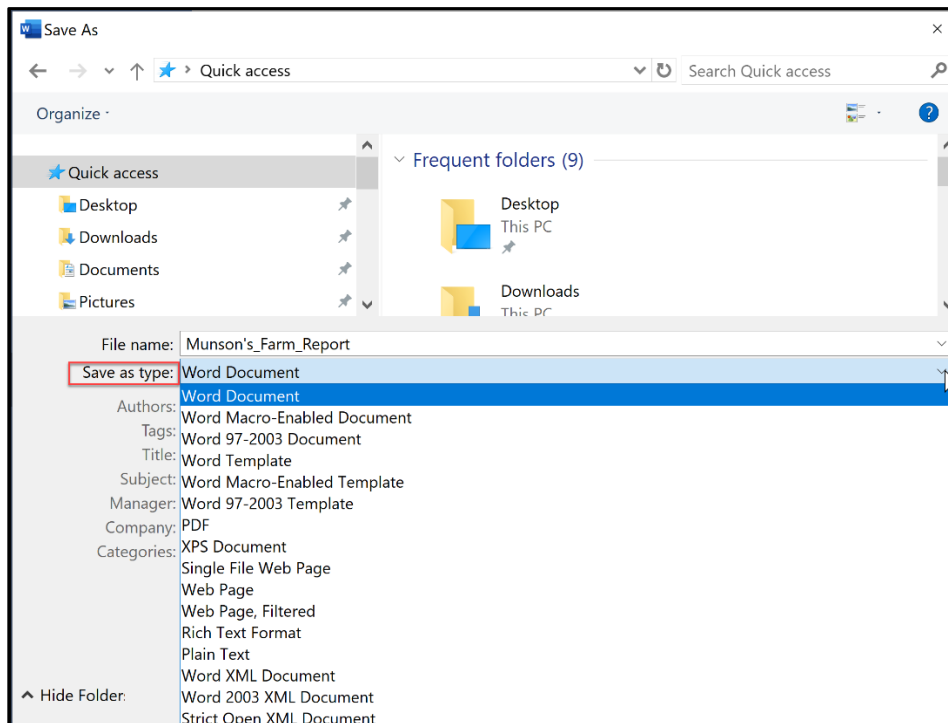 Save As
Quick access
Search Quick access
Organize
?
Quick access
Desktop
Downloads
Documents
Pictures
Frequent folders (9)
Desktop
This PC
Downloads
This PC
File name: Munson's_Farm_Report
Save as type: Word Document
Word Document
Authors:
Word Macro-Enabled Document
Tags:
Word 97-2003 Document
Title:
Word Template
Subject:
Word Macro-Enabled Template
Manager:
Word 97-2003 Template
Company:
PDF
Categories:
XPS Document
Single File Web Page
Web Page
Web Page, Filtered
Rich Text Format
Plain Text
Word XML Document
Hide Folder
Word 2003 XML Document
Strict Open XML Document